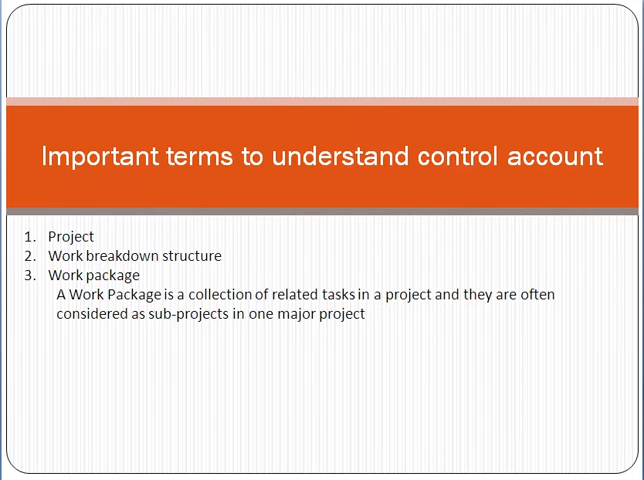 Important terms to understand control account
1. Project
2. Work breakdown structure
3. Work package
A Work Package is a collection of related tasks in a project and they are often
considered as sub-projects in one major project